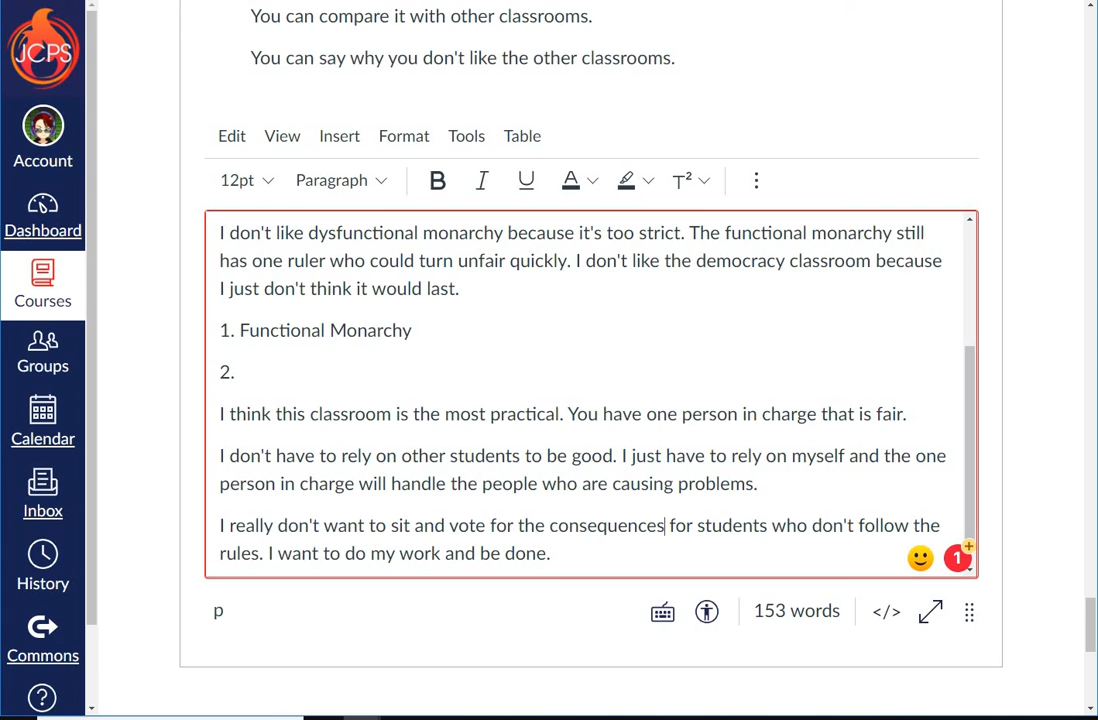 You can compare it with other classrooms.
You can say why you don't like the other classrooms.
JCPS
Account
Dashboard
Courses
Groups
Calendar
Inbox
History
Commons
Edit View Insert Format Tools Table
12pt Paragraph B I U A T²
I don't like dysfunctional monarchy because it's too strict. The functional monarchy still
has one ruler who could turn unfair quickly. I don't like the democracy classroom because
I just don't think it would last.
1. Functional Monarchy
2.
I think this classroom is the most practical. You have one person in charge that is fair.
I don't have to rely on other students to be good. I just have to rely on myself and the one
person in charge will handle the people who are causing problems.
I really don't want to sit and vote for the consequences for students who don't follow the
rules. I want to do my work and be done.
1
p
153 words
</>